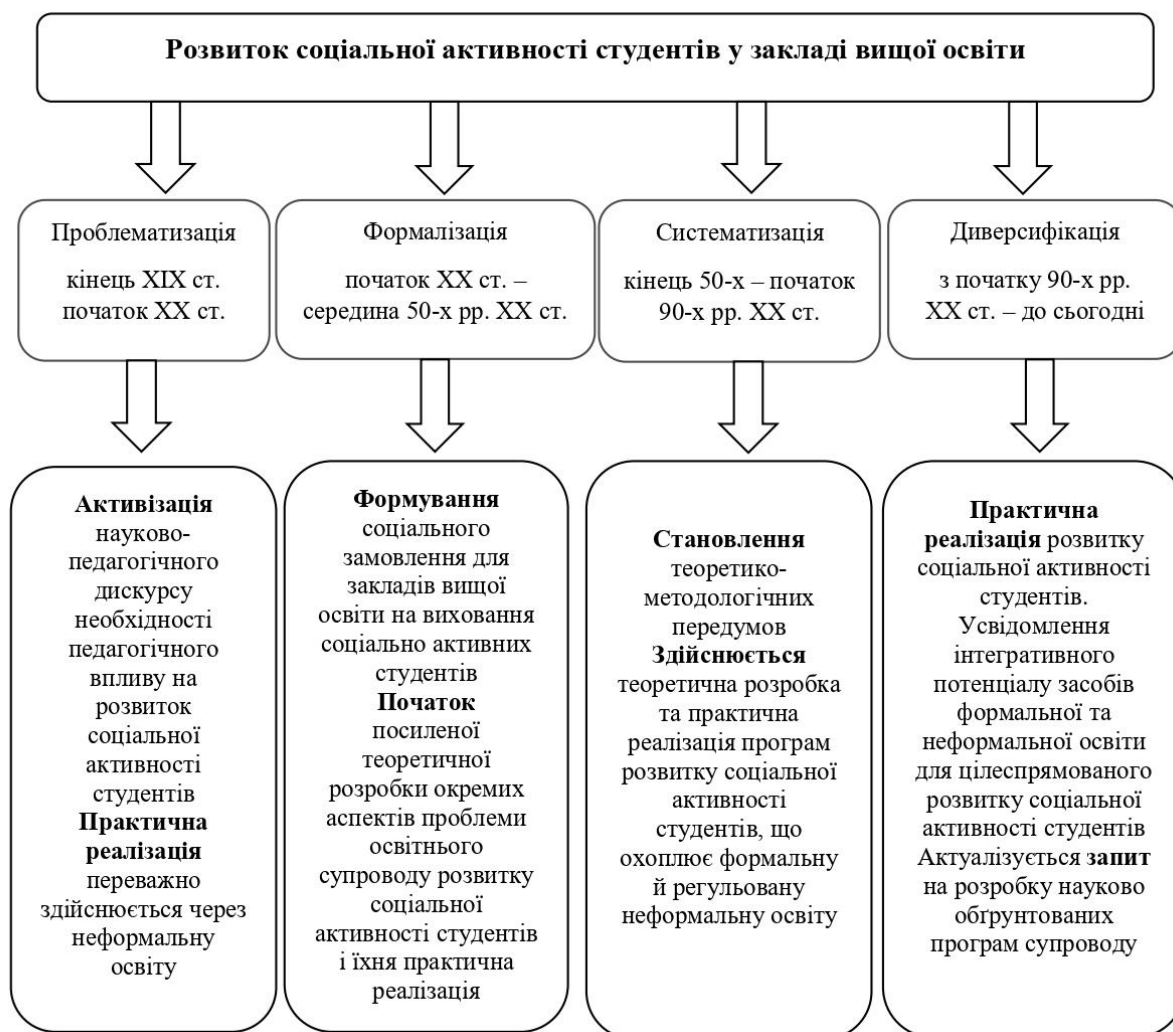 Розвиток соціальної активності студентів у закладі вищої освіти
Проблематизація
кінець ХІХ ст.
початок ХХ ст.
Формалізація
початок ХХ ст. –
середина 50-х рр. ХХ ст.
Систематизація
кінець 50-х – початок
90-х рр. ХХ ст.
Диверсифікація
з початку 90-х рр.
ХХ ст. – до сьогодні
Активізація
науково-
педагогічного
дискурсу
необхідності
педагогічного
впливу на
розвиток
соціальної
активності
студентів
Практична
реалізація
переважно
здійснюється через
неформальну
освіту
Формування
соціального
замовлення для
закладів вищої
освіти на виховання
соціально активних
студентів
Початок
посиленої
теоретичної
розробки окремих
аспектів проблеми
освітнього
супроводу розвитку
соціальної
активності студентів
і їхня практична
реалізація
Становлення
теоретико-
методологічних
передумов
Здійснюється
теоретична розробка
та практична
реалізація програм
розвитку соціальної
активності
студентів, що
охоплює формальну
й регульовану
неформальну освіту
Практична
реалізація розвитку
соціальної активності
студентів.
Усвідомлення
інтегративного
потенціалу засобів
формальної та
неформальної освіти
для цілеспрямованого
розвитку соціальної
активності студентів
Актуалізується запит
на розробку науково
обґрунтованих
програм супроводу